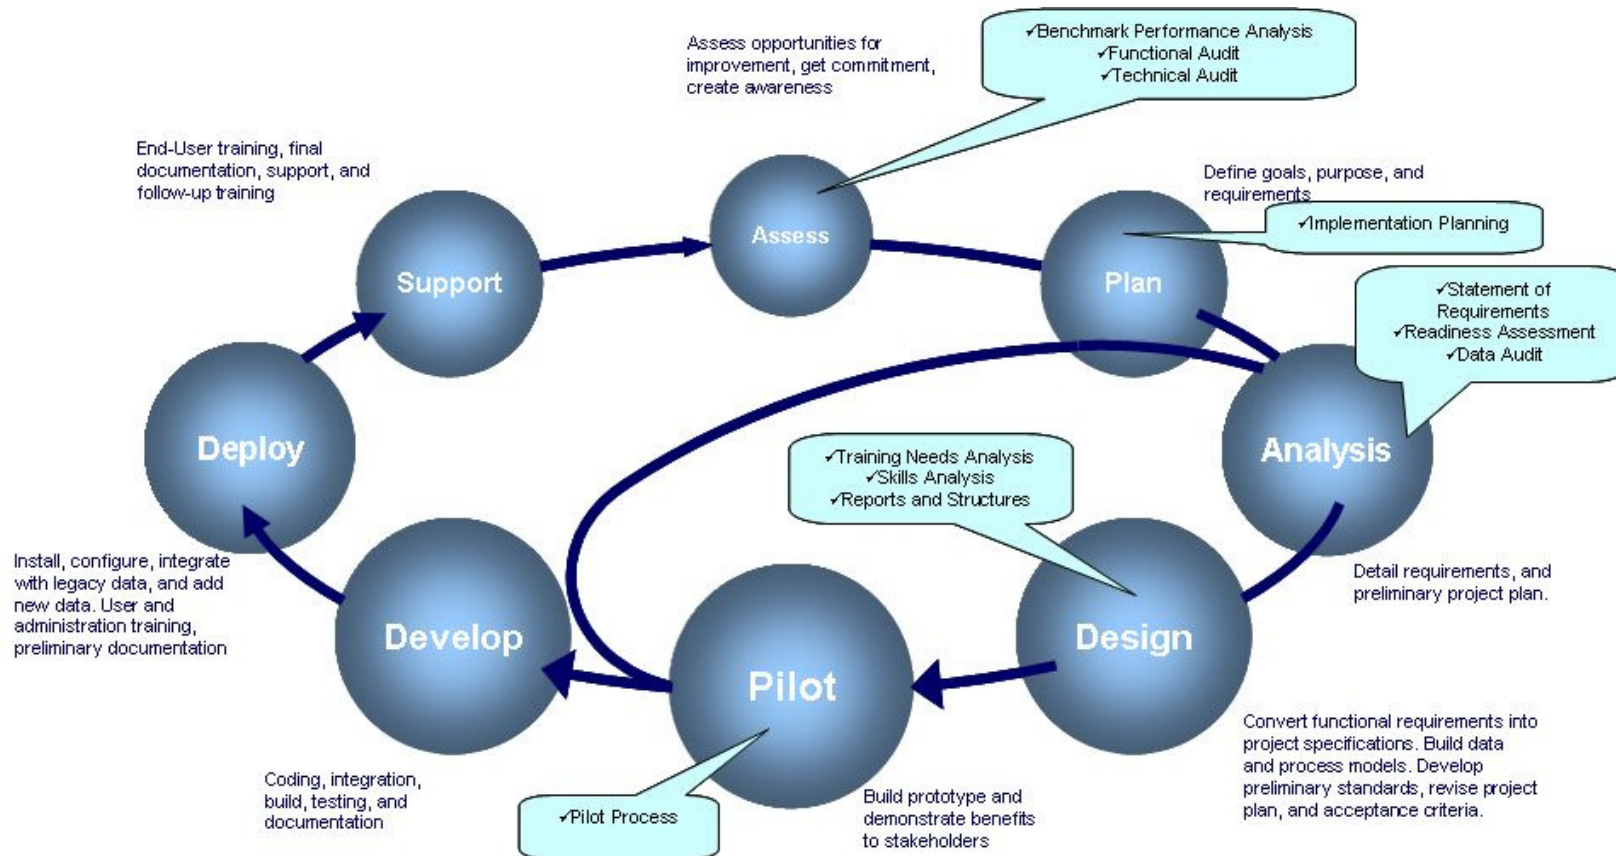 Assess opportunities for
improvement, get commitment,
create awareness
✓Benchmark Performance Analysis
✓Functional Audit
✓Technical Audit
Assess
Define goals, purpose, and
requirements
✓Implementation Planning
Plan
✓Statement of
Requirements
✓Readiness Assessment
✓Data Audit
Analysis
Detail requirements, and
preliminary project plan.
✓Training Needs Analysis
✓Skills Analysis
✓Reports and Structures
Design
Convert functional requirements into
project specifications. Build data
and process models. Develop
preliminary standards, revise project
plan, and acceptance criteria.
Pilot
✓Pilot Process
Build prototype and
demonstrate benefits
to stakeholders
Develop
Coding, integration,
build, testing, and
documentation
Deploy
Install, configure, integrate
with legacy data, and add
new data. User and
administration training,
preliminary documentation
Support
End-User training, final
documentation, support, and
follow-up training